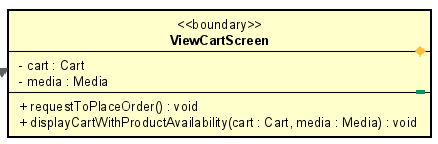 <<boundary>>
ViewCartScreen
- cart : Cart
- media : Media
+ requestToPlaceOrder() : void
+ displayCartWithProductAvailability(cart : Cart, media : Media) : void